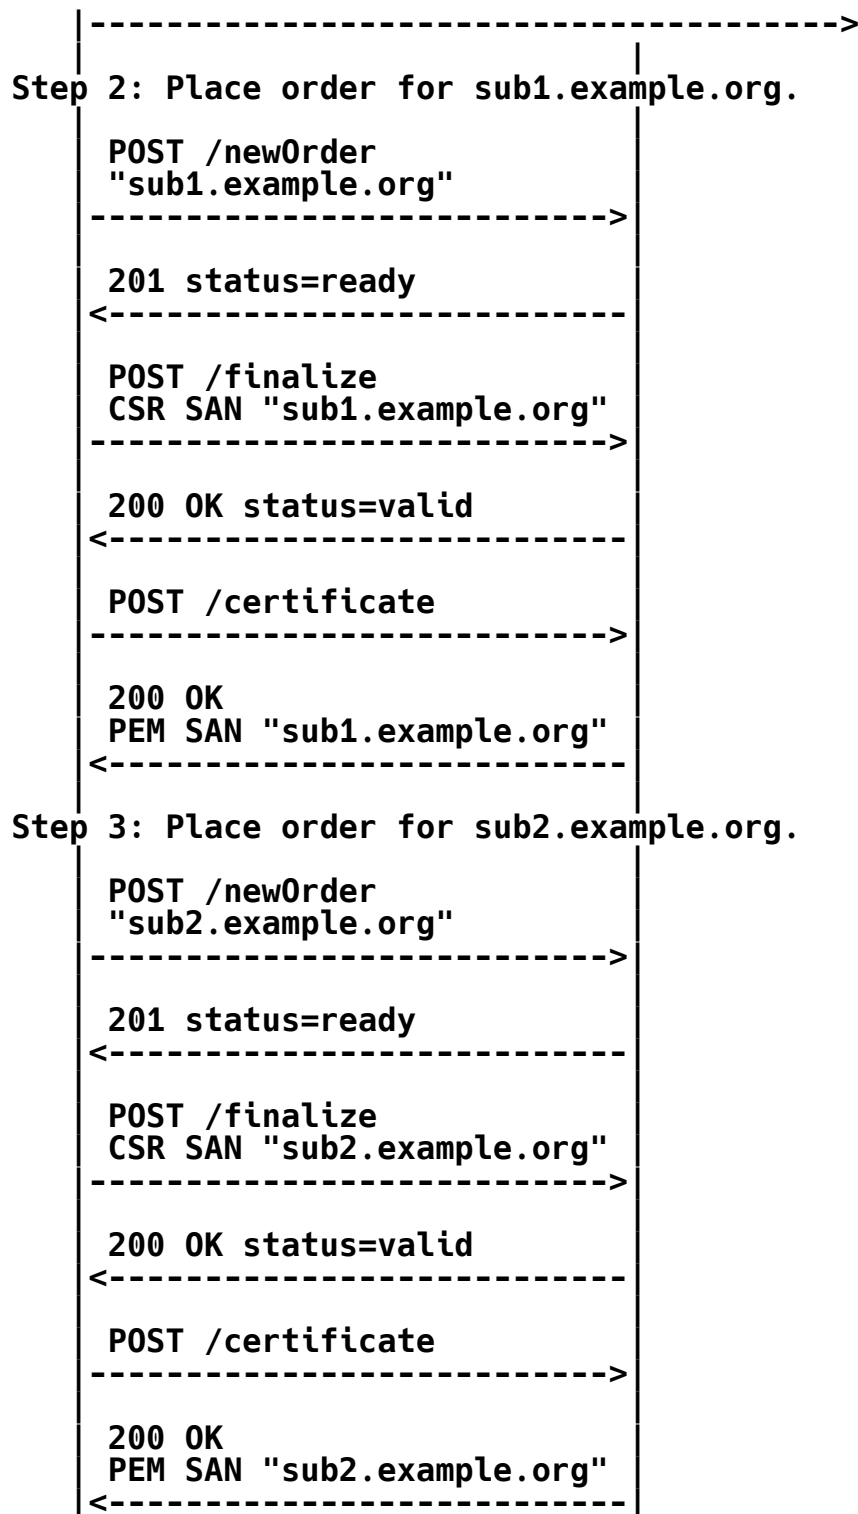 |--------------------------------------->
| |
Step 2: Place order for sub1.example.org.
POST /newOrder
"sub1.example.org"
|--------------------------->|
201 status=ready
|<---------------------------|
POST /finalize
CSR SAN "sub1.example.org"
|--------------------------->|
200 OK status=valid
|<---------------------------|
POST /certificate
|--------------------------->|
200 OK
PEM SAN "sub1.example.org"
|<---------------------------|
Step 3: Place order for sub2.example.org.
POST /newOrder
"sub2.example.org"
|--------------------------->|
201 status=ready
|<---------------------------|
POST /finalize
CSR SAN "sub2.example.org"
|--------------------------->|
200 OK status=valid
|<---------------------------|
POST /certificate
|--------------------------->|
200 OK
PEM SAN "sub2.example.org"
|<---------------------------|